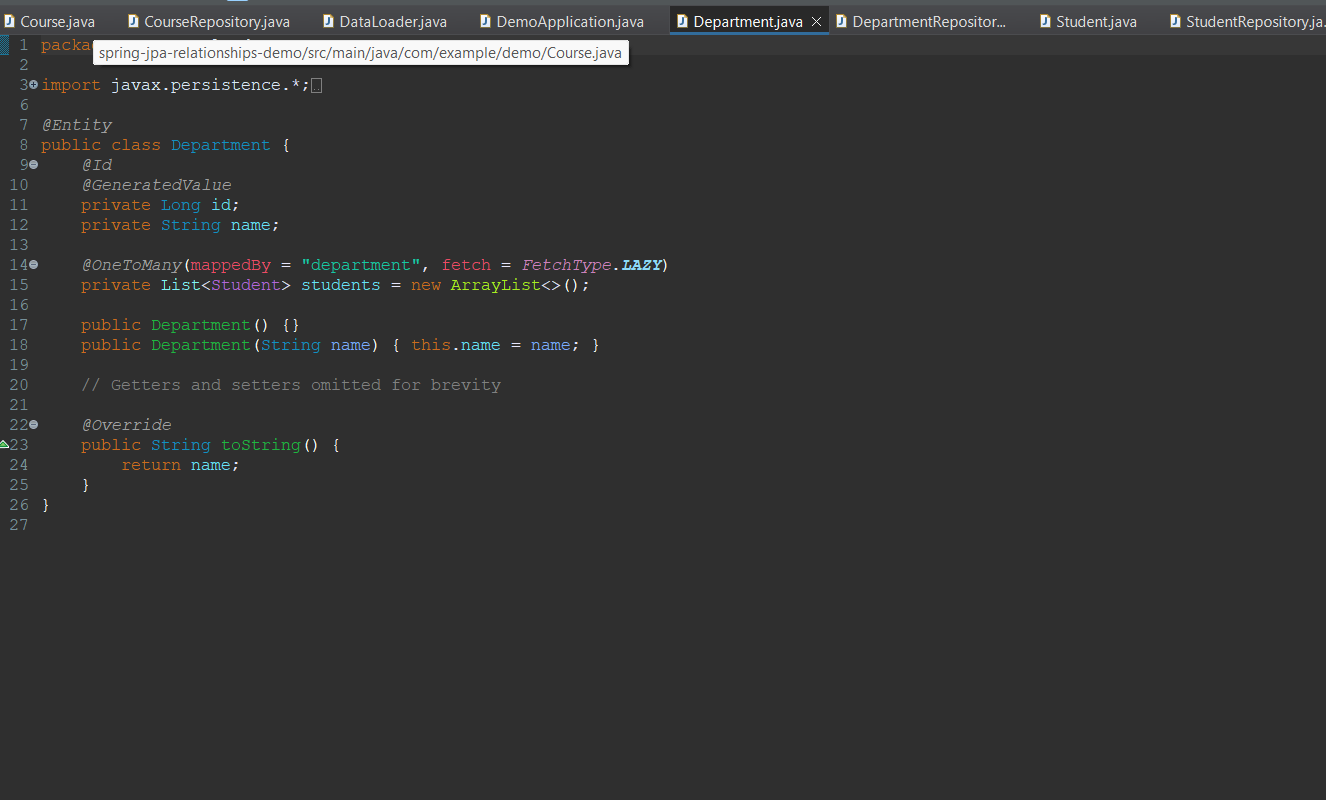 Course.java CourseRepository.java DataLoader.java DemoApplication.java Department.java DepartmentRepositor... Student.java StudentRepository.ja
1 packa
spring-jpa-relationships-demo/src/main/java/com/example/demo/Course.java
2
3 import javax.persistence.*;
6
7 @Entity
8 public class Department {
9 @Id
10 @GeneratedValue
11 private Long id;
12 private String name;
13
14 @OneToMany(mappedBy = "department", fetch = FetchType.LAZY)
15 private List<Student> students = new ArrayList<>();
16
17 public Department() {}
18 public Department(String name) { this.name = name; }
19
20 // Getters and setters omitted for brevity
21
22 @Override
23 public String toString() {
24 return name;
25 }
26 }
27